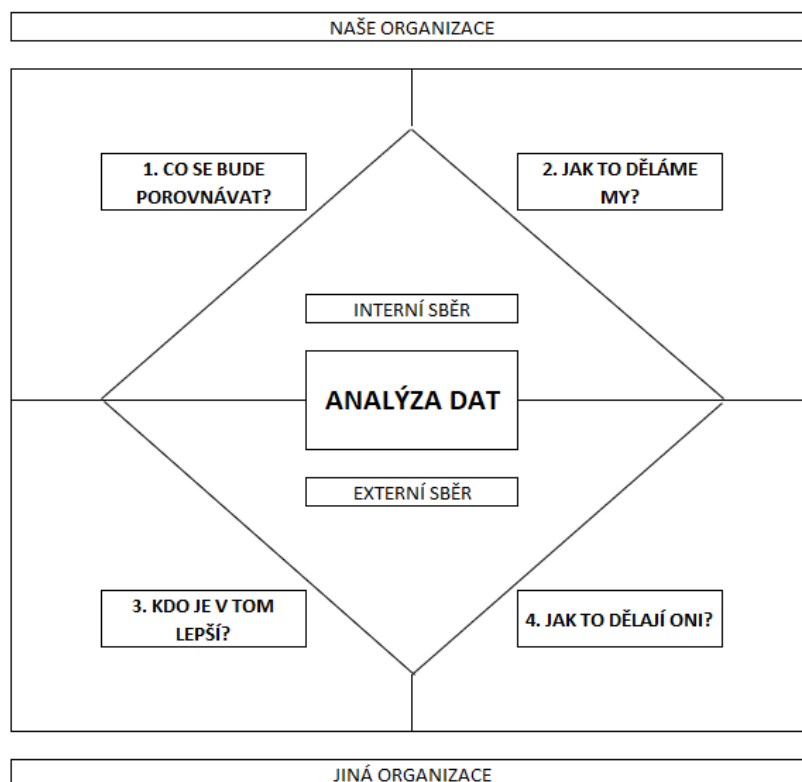 NAŠE ORGANIZACE
1. CO SE BUDE
POROVNÁVAT?
2. JAK TO DĚLÁME
MY?
INTERNÍ SBĚR
ANALÝZA DAT
EXTERNÍ SBĚR
3. KDO JE V TOM
LEPŠÍ?
4. JAK TO DĚLAJÍ ONI?
JINÁ ORGANIZACE